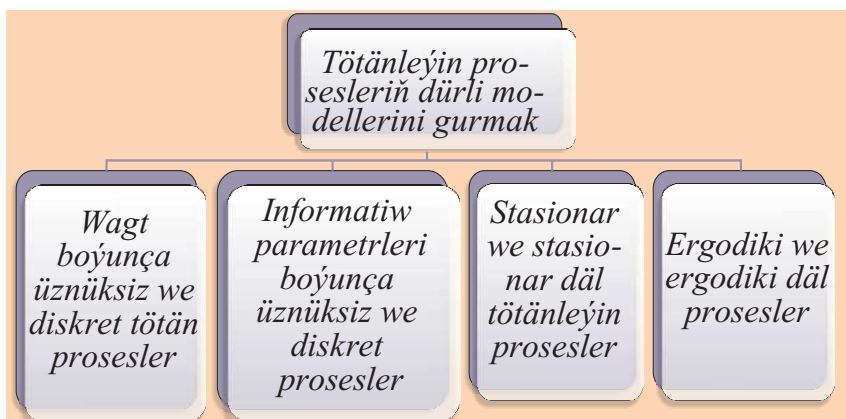 Tötänleýin pro-
sesleriň dürli mo-
dellerini gurmak
Wagt
boýunça
üznüksiz we
diskret tötän
prosesler
Informatiw
parametrleri
boýunça
üznüksiz we
diskret
prosesler
Stasionar
we stasio-
nar däl
tötänleýin
prosesler
Ergodiki we
ergodiki däl
prosesler